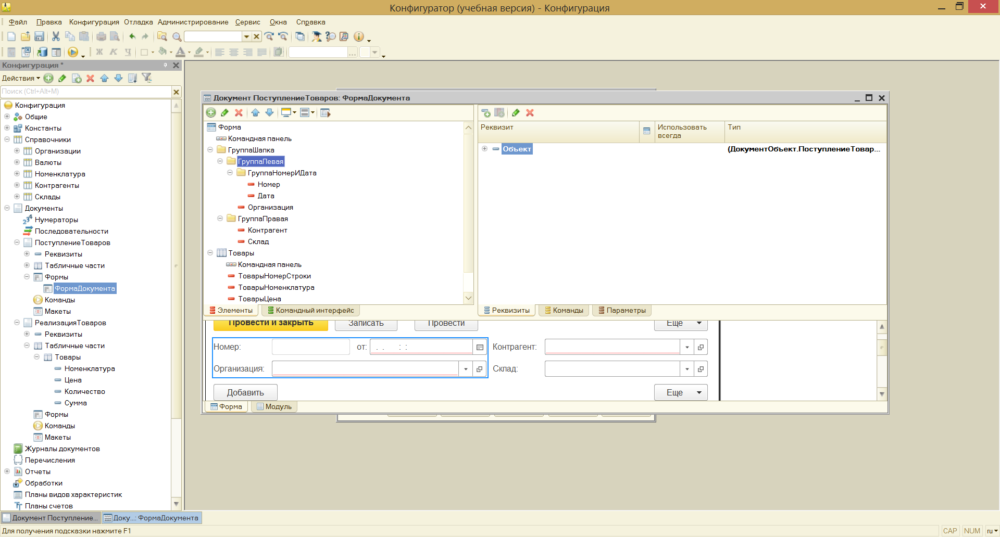 Конфигуратор (учебная версия) - Конфигурация
Файл Правка Конфигурация Отладка Администрирование Сервис Окна Справка
Ж К Ч
Конфигурация *
Действия
Поиск (Ctrl+Alt+M)
Конфигурация
Общие
Константы
Справочники
Организации
Валюты
Номенклатура
Контрагенты
Склады
Документы
Нумераторы
Последовательности
ПоступлениеТоваров
Реквизиты
Табличные части
Формы
ФормаДокумента
Команды
Макеты
РеализацияТоваров
Реквизиты
Табличные части
Товары
Номенклатура
Цена
Количество
Сумма
Формы
Команды
Макеты
Журналы документов
Перечисления
Отчеты
Обработки
Планы видов характеристик
Планы счетов
Документ ПоступлениеТоваров: ФормаДокумента
Форма
Командная панель
ГруппаШапка
ГруппаЛевая
ГруппаНомерИДата
Номер
Дата
Организация
ГруппаПравая
Контрагент
Склад
Товары
Командная панель
ТоварыНомерСтроки
ТоварыНоменклатура
ТоварыЦена
Элементы Командный интерфейс
Реквизит Использовать всегда Тип
Объект (ДокументОбъект.ПоступлениеТовар...
Реквизиты Команды Параметры
Провести и закрыть Записать Провести Еще
Номер: от: . . : : Контрагент:
Организация: Склад:
Добавить Еще
Форма Модуль
Документ Поступление... Доку...: ФормаДокумента
Для получения подсказки нажмите F1 CAP NUM ru